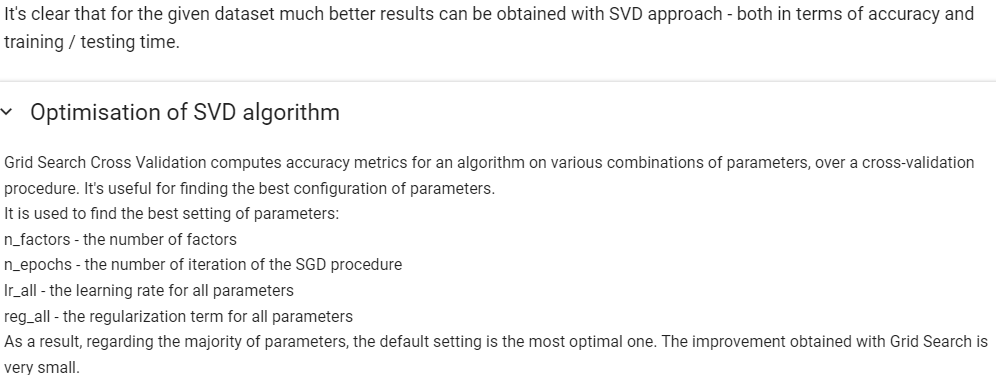 It's clear that for the given dataset much better results can be obtained with SVD approach - both in terms of accuracy and
training / testing time.
Optimisation of SVD algorithm
Grid Search Cross Validation computes accuracy metrics for an algorithm on various combinations of parameters, over a cross-validation
procedure. It's useful for finding the best configuration of parameters.
It is used to find the best setting of parameters:
n_factors - the number of factors
n_epochs - the number of iteration of the SGD procedure
lr_all - the learning rate for all parameters
reg_all - the regularization term for all parameters
As a result, regarding the majority of parameters, the default setting is the most optimal one. The improvement obtained with Grid Search is
very small.